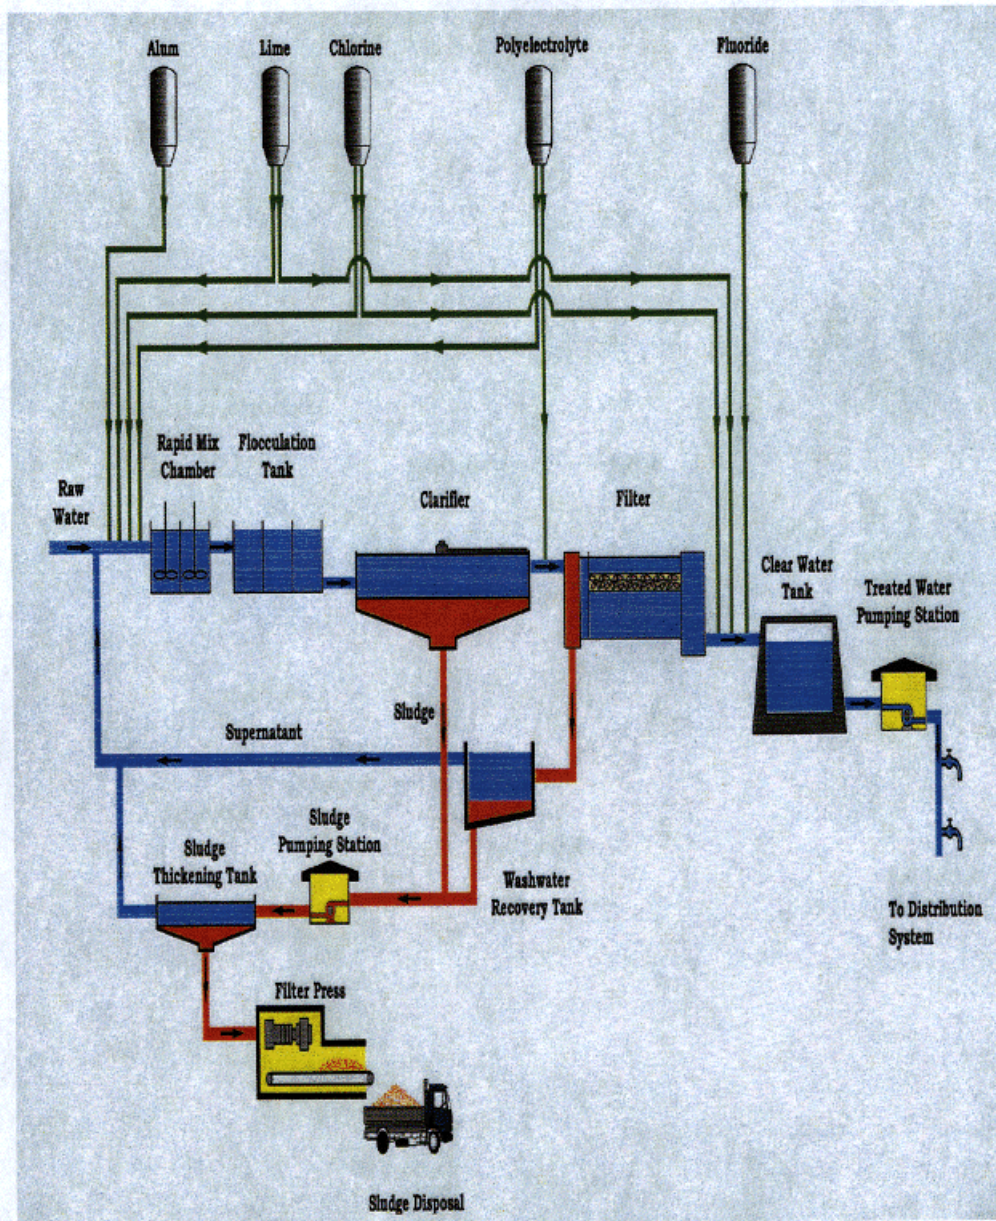 Alum
Lime
Chlorine
Polyelectrolyte
Fluoride
Rapid Mix
Chamber
Flocculation
Tank
Raw
Water
Clarifier
Filter
Clear Water
Tank
Treated Water
Pumping Station
Sludge
Supernatant
Sludge
Pumping Station
Sludge
Thickening Tank
Washwater
Recovery Tank
To Distribution
System
Filter Press
Sludge Disposal